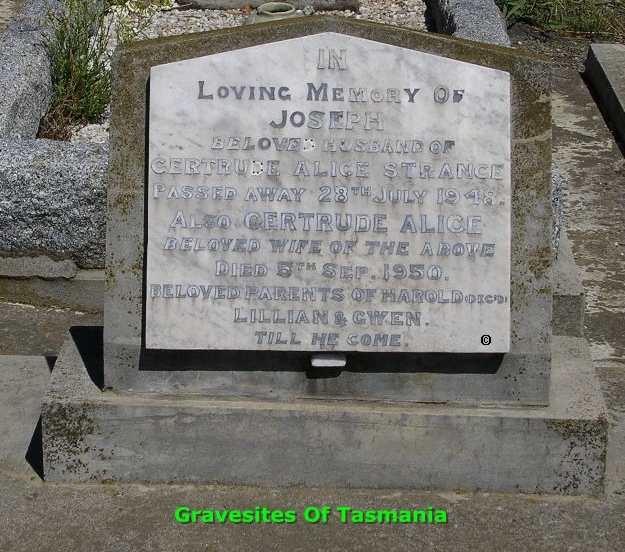 IN
LOVING MEMORY OF
JOSEPH
BELOVED HUSBAND OF
GERTRUDE ALICE STRANGE
PASSED AWAY 28TH JULY 1948.
ALSO GERTRUDE ALICE
BELOVED WIFE OF THE ABOVE
DIED 5TH SEP. 1950.
BELOVED PARENTS OF HAROLD (DEC'D)
LILLIAN & GWEN.
TILL HE COME.
©
Gravesites Of Tasmania